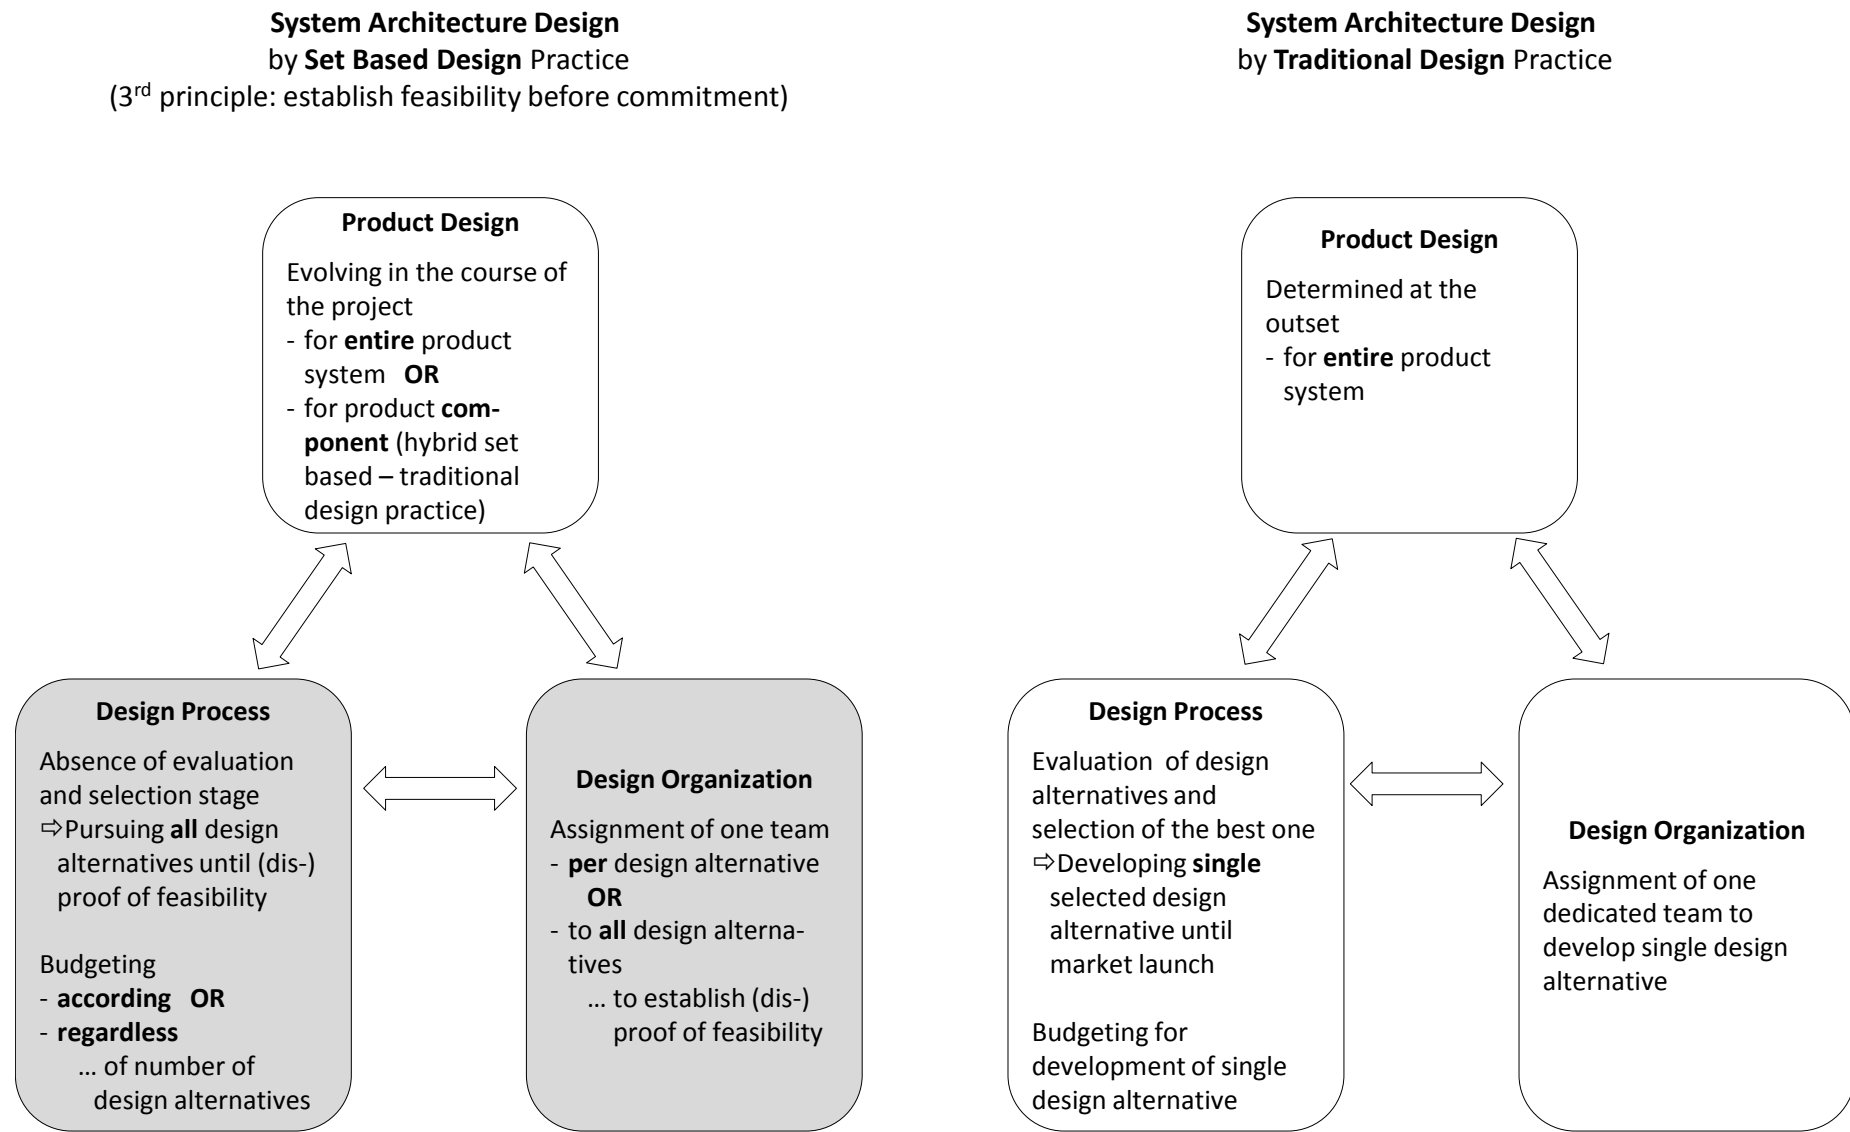 System Architecture Design
by Set Based Design Practice
(3rd principle: establish feasibility before commitment)
Product Design
Evolving in the course of
the project
- for entire product
system OR
- for product com-
ponent (hybrid set
based – traditional
design practice)
Design Process
Absence of evaluation
and selection stage
⇨Pursuing all design
alternatives until (dis-)
proof of feasibility
Budgeting
- according OR
- regardless
... of number of
design alternatives
Design Organization
Assignment of one team
- per design alternative
OR
- to all design alterna-
tives
... to establish (dis-)
proof of feasibility
System Architecture Design
by Traditional Design Practice
Product Design
Determined at the
outset
- for entire product
system
Design Process
Evaluation of design
alternatives and
selection of the best one
⇨Developing single
selected design
alternative until
market launch
Budgeting for
development of single
design alternative
Design Organization
Assignment of one
dedicated team to
develop single design
alternative